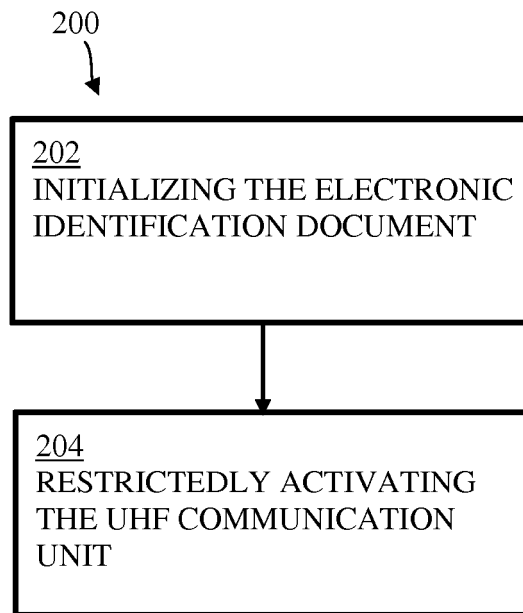 200
202
INITIALIZING THE ELECTRONIC
IDENTIFICATION DOCUMENT
204
RESTRICTEDLY ACTIVATING
THE UHF COMMUNICATION
UNIT